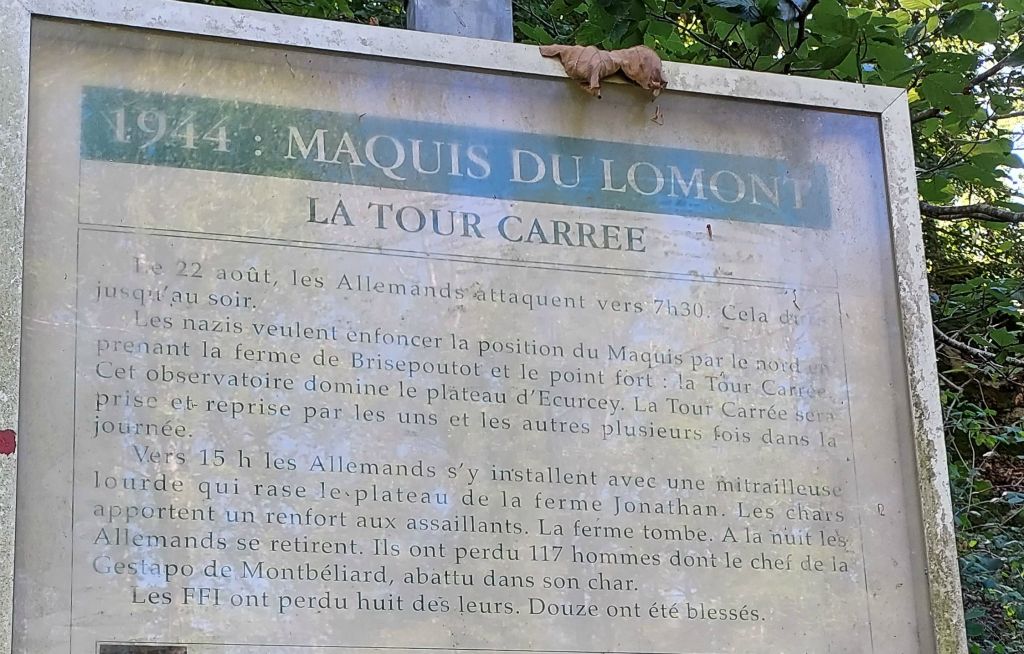 1944 : MAQUIS DU LOMONT
LA TOUR CARREE
Le 22 août, les Allemands attaquent vers 7h30. Cela
jusqu'au soir.
Les nazis veulent enfoncer la position du Maquis par le nord en
prenant la ferme de Brisepoutot et le point fort : la Tour Carrée.
Cet observatoire domine le plateau d'Ecurcey. La Tour Carrée sera
prise et reprise par les uns et les autres plusieurs fois dans la
journée.
Vers 15 h les Allemands s'y installent avec une mitrailleuse
lourde qui rase le plateau de la ferme Jonathan. Les chars
apportent un renfort aux assaillants. La ferme tombe. A la nuit les
Allemands se retirent. Ils ont perdu 117 hommes dont le chef de la
Gestapo de Montbéliard, abattu dans son char.
Les FFI ont perdu huit des leurs. Douze ont été blessés.